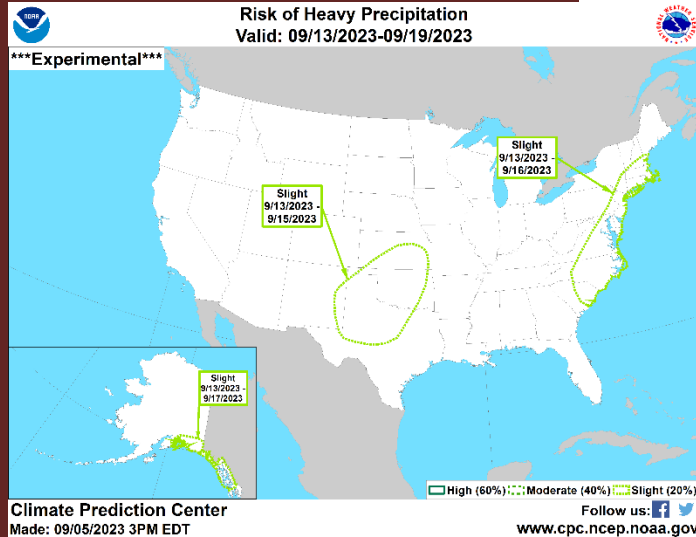 NOAA
Risk of Heavy Precipitation
Valid: 09/13/2023-09/19/2023
***Experimental***
Slight
9/13/2023 -
9/16/2023
Slight
9/13/2023 -
9/15/2023
Slight
9/13/2023 -
9/17/2023
High (60%) Moderate (40%) Slight (20%)
Climate Prediction Center
Made: 09/05/2023 3PM EDT
Follow us:
www.cpc.ncep.noaa.gov